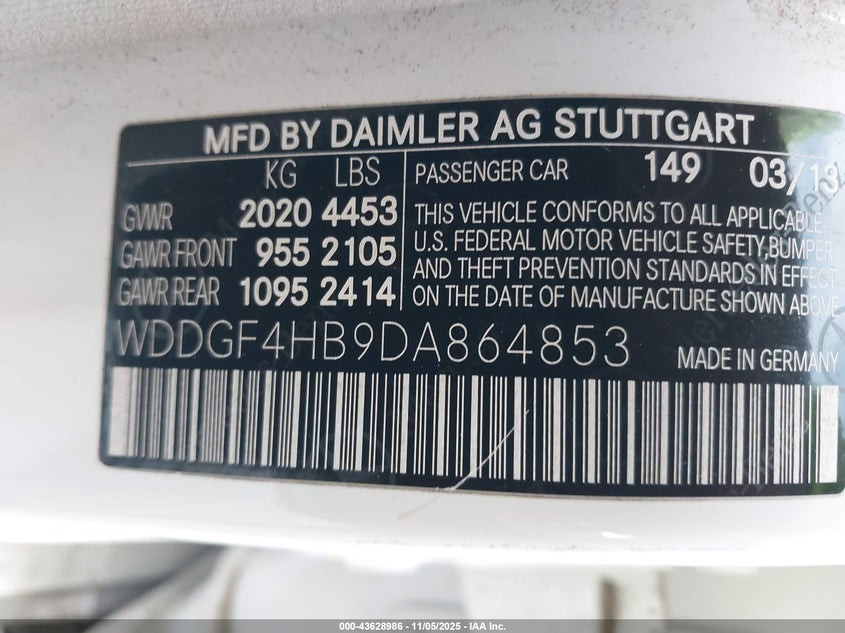 MFD BY DAIMLER AG STUTTGART
KG LBS
GVWR 2020 4453
GAWR FRONT 955 2105
GAWR REAR 1095 2414
PASSENGER CAR 149 03/13
THIS VEHICLE CONFORMS TO ALL APPLICABLE
U.S. FEDERAL MOTOR VEHICLE SAFETY, BUMPER
AND THEFT PREVENTION STANDARDS IN EFFECT
ON THE DATE OF MANUFACTURE SHOWN ABOVE
WDDGF4HB9DA864853 MADE IN GERMANY
000-43628986 — 11/05/2025 — IAA Inc.